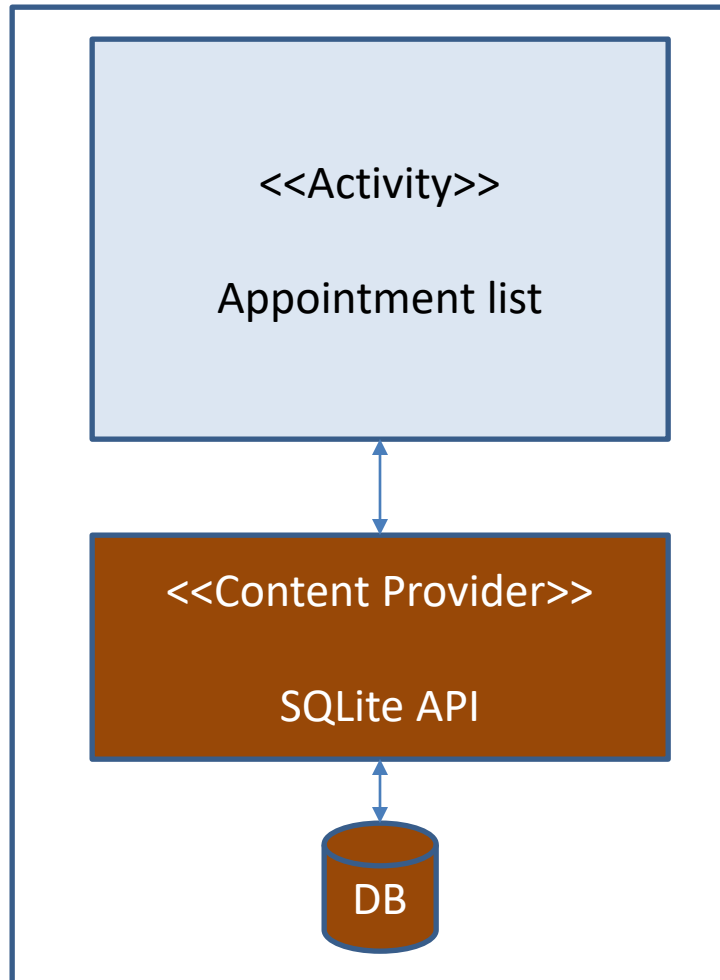 <<Activity>>
Appointment list
<<Content Provider>>
SQLite API
DB